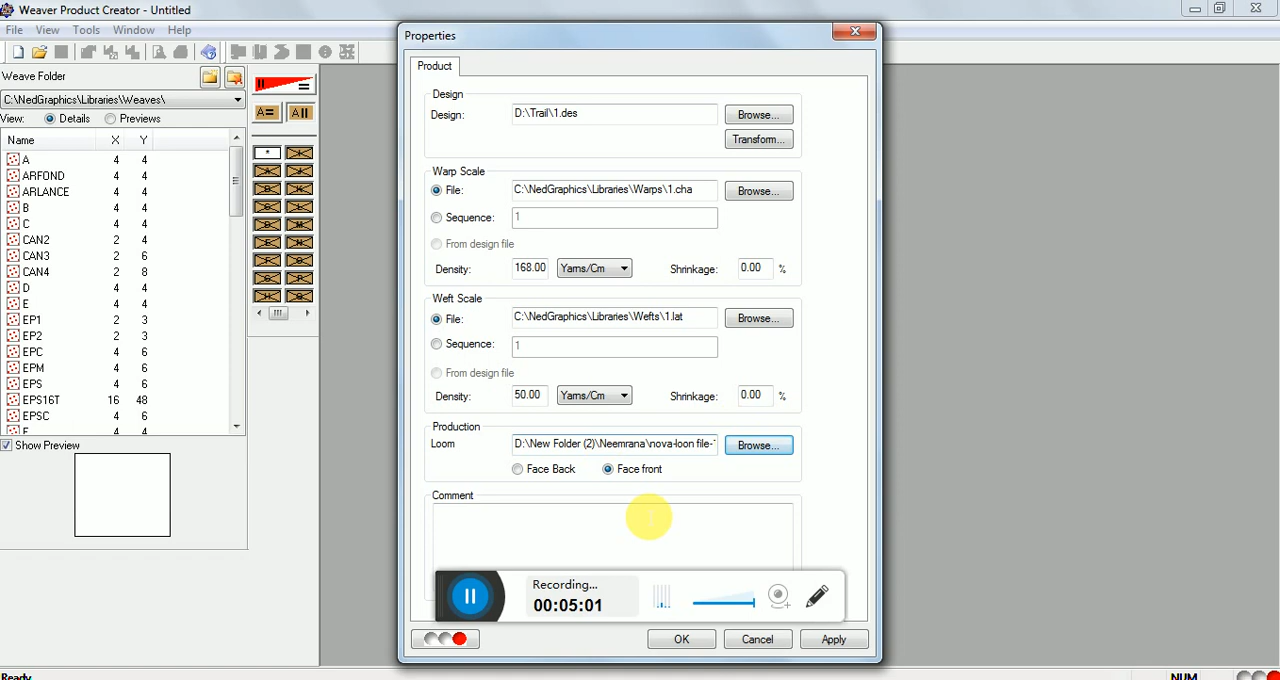 Weaver Product Creator - Untitled
File View Tools Window Help
Weave Folder
C:\NedGraphics\Libraries\Weaves\
View: Details Previews
Name X Y
A 4 4
ARFOND 4 4
ARLANCE 4 4
B 4 4
C 4 4
CAN2 2 4
CAN3 2 6
CAN4 2 8
D 4 4
E 4 4
EP1 2 3
EP2 2 3
EPC 4 6
EPM 4 6
EPS 4 6
EPS16T 16 48
EPSC 4 6
Show Preview
Properties
Product
Design
Design: D:\Trail\1.des Browse...
Transform...
Warp Scale
File: C:\NedGraphics\Libraries\Warps\1.cha Browse...
Sequence: 1
From design file
Density: 168.00 Yarns/Cm Shrinkage: 0.00 %
Weft Scale
File: C:\NedGraphics\Libraries\Wefts\1.lat Browse...
Sequence: 1
From design file
Density: 50.00 Yarns/Cm Shrinkage: 0.00 %
Production
Loom D:\New Folder (2)\Neemrana\nova-loon file- Browse...
Face Back Face front
Comment
Recording...
00:05:01
OK Cancel Apply
Ready NUM